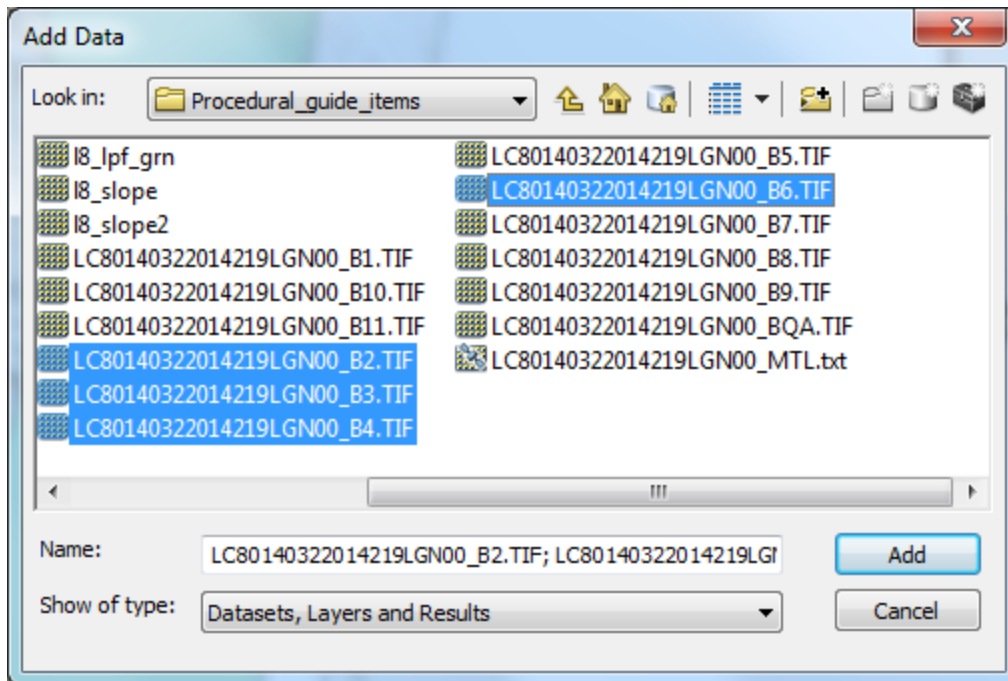 Add Data
Look in:
Procedural_guide_items
l8_lpf_grn
l8_slope
l8_slope2
LC80140322014219LGN00_B1.TIF
LC80140322014219LGN00_B10.TIF
LC80140322014219LGN00_B11.TIF
LC80140322014219LGN00_B2.TIF
LC80140322014219LGN00_B3.TIF
LC80140322014219LGN00_B4.TIF
LC80140322014219LGN00_B5.TIF
LC80140322014219LGN00_B6.TIF
LC80140322014219LGN00_B7.TIF
LC80140322014219LGN00_B8.TIF
LC80140322014219LGN00_B9.TIF
LC80140322014219LGN00_BQA.TIF
LC80140322014219LGN00_MTL.txt
Name:
LC80140322014219LGN00_B2.TIF; LC80140322014219LG
Add
Show of type:
Datasets, Layers and Results
Cancel